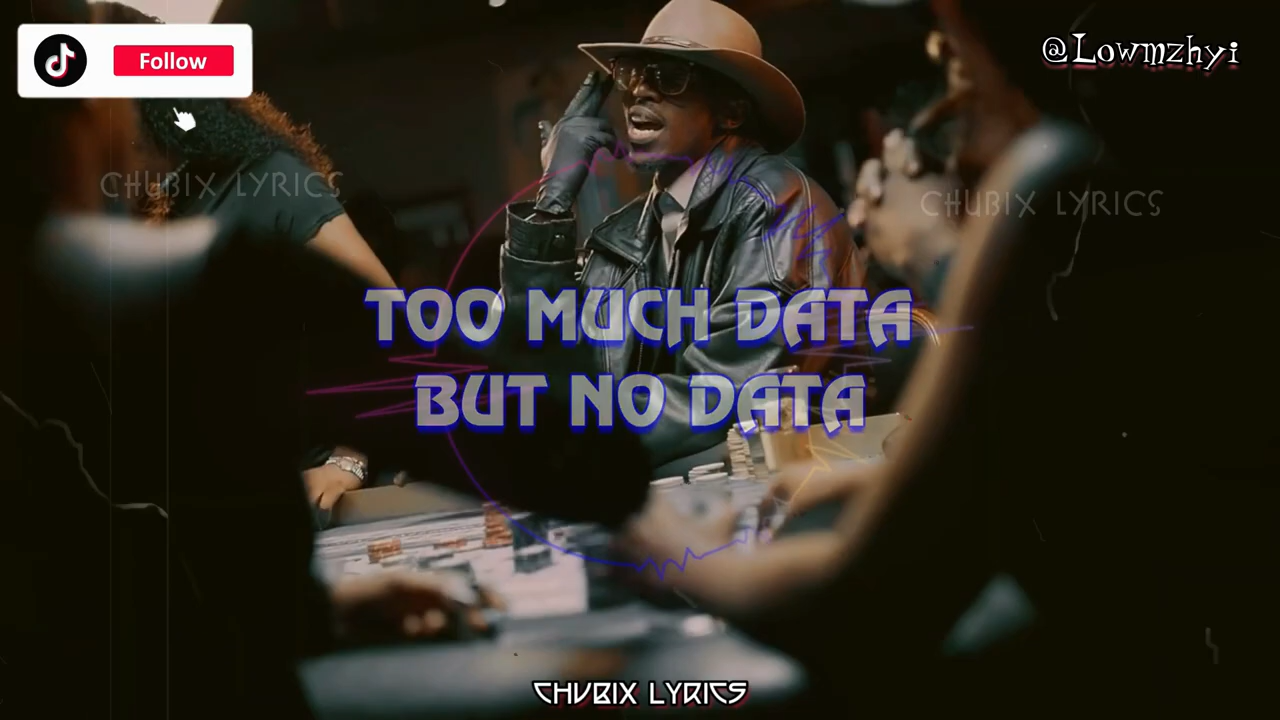 Follow
@Lowmzhyi
CHUBIX LYRICS
CHUBIX LYRICS
TOO MUCH DATA
BUT NO DATA
CHUBIX LYRICS